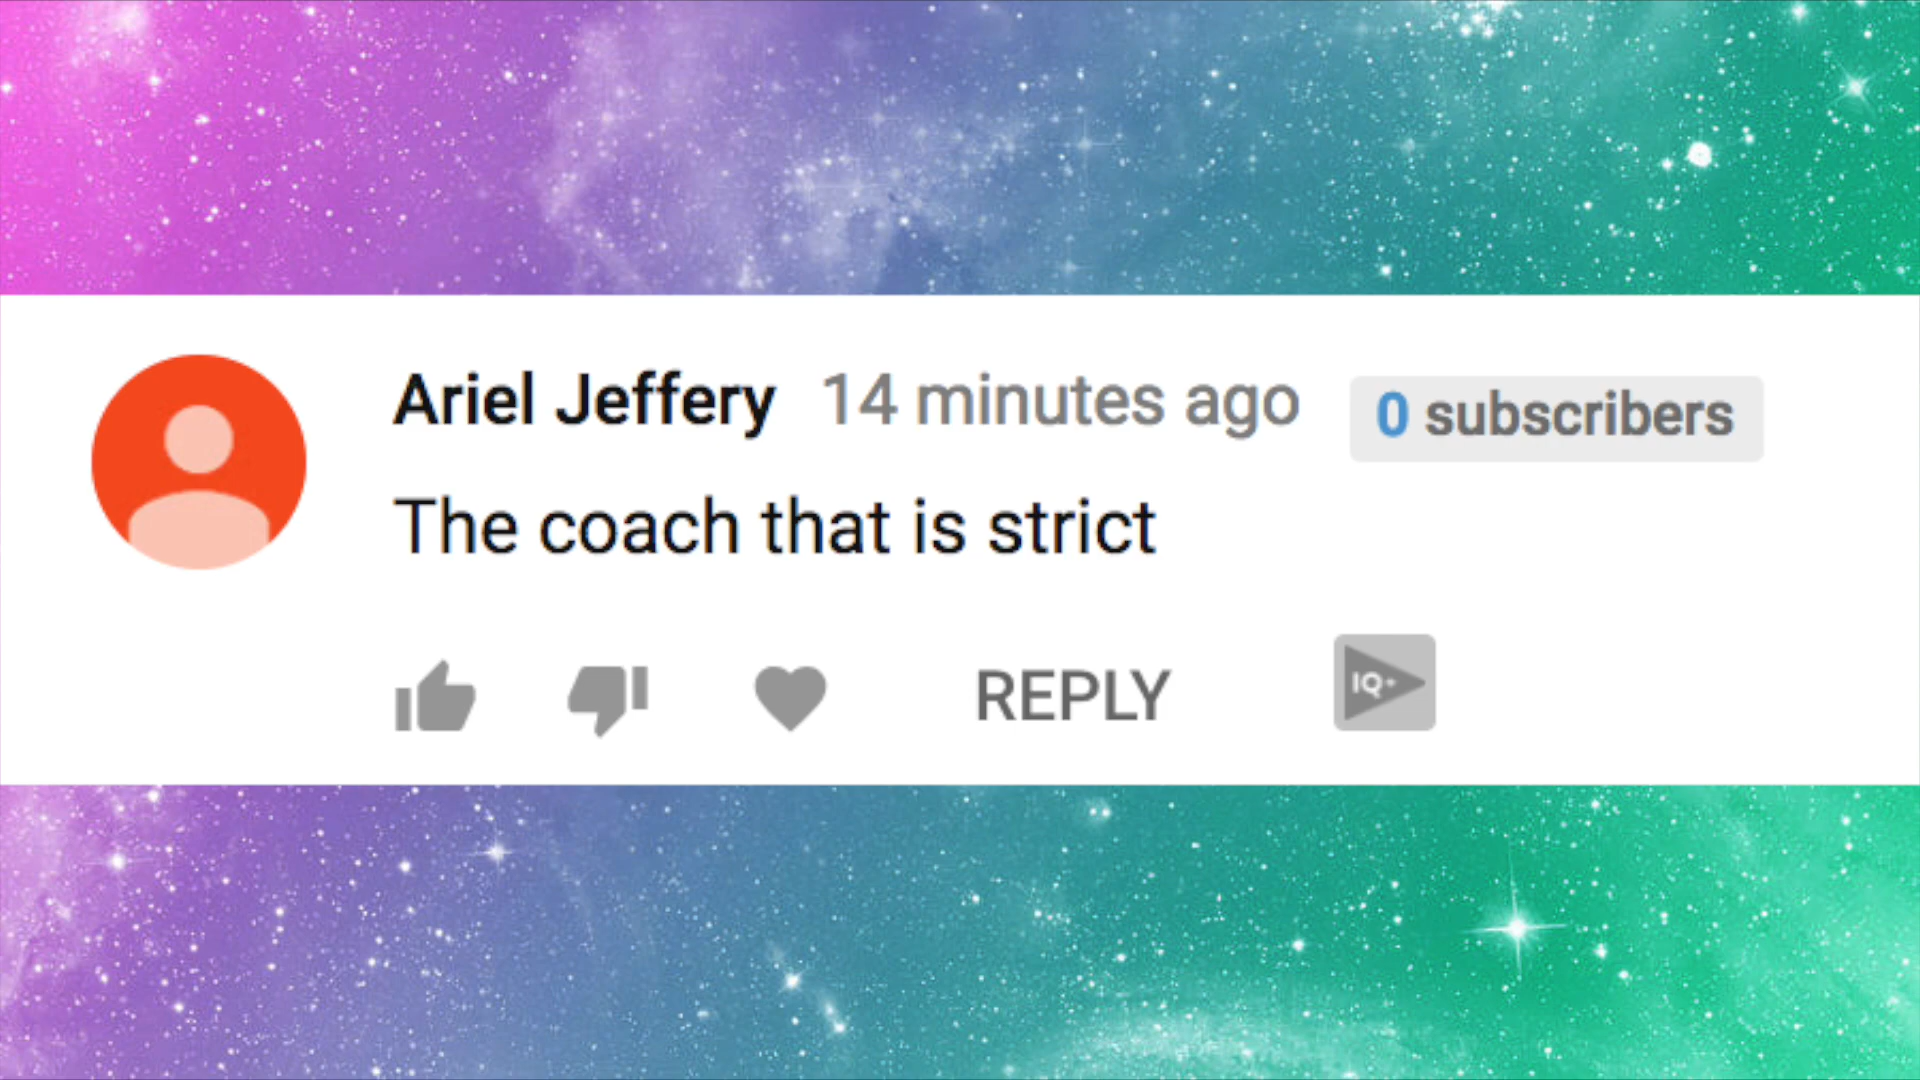 Ariel Jeffery 14 minutes ago 0 subscribers
The coach that is strict
REPLY IQ+